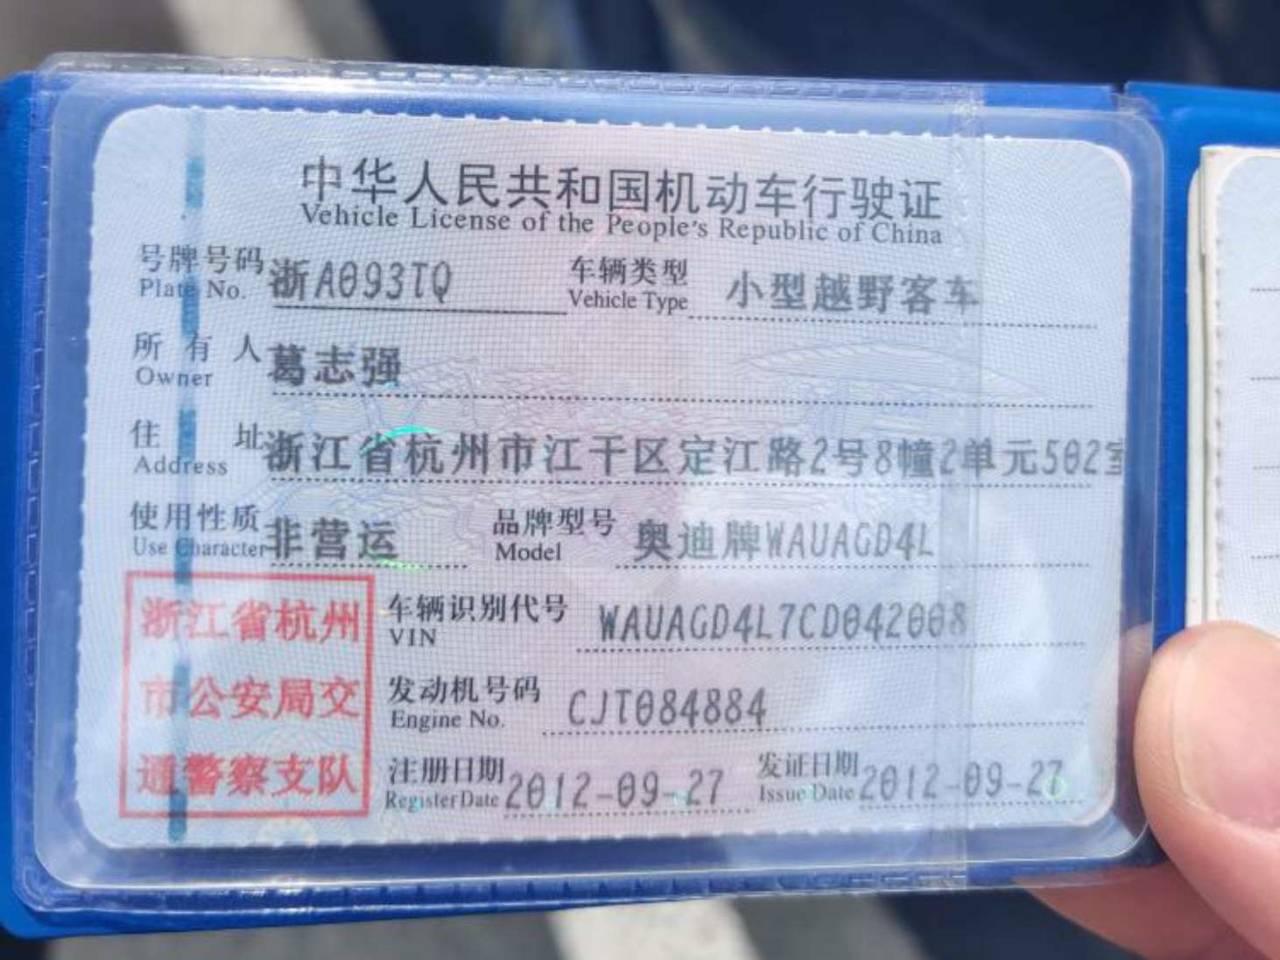 中华人民共和国机动车行驶证
Vehicle License of the People's Republic of China
号牌号码 浙A093TQ 车辆类型 小型越野客车
Plate No. Vehicle Type
所有人 葛志强
Owner
住址 浙江省杭州市江干区定江路2号8幢2单元502室
Address
使用性质 非营运 品牌型号 奥迪牌WAUAGD4L
Use Character Model
浙江省杭州
市公安局交
通警察支队
车辆识别代号 WAUAGD4L7CD042008
VIN
发动机号码 CJT084884
Engine No.
注册日期 2012-09-27 发证日期 2012-09-27
Register Date Issue Date